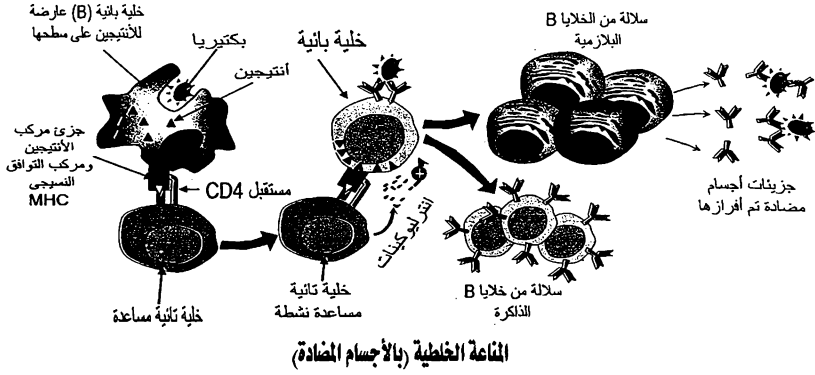 خلية بائية (B) عارضة
للأنتيجين على سطحها
بكتيريا
أنتيجين
جزئ مركب
الأنتيجين
ومركب التوافق
النسيجى
MHC
مستقبل CD4
خلية تائية مساعدة
خلية بائية
انترليوكينات
خلية تائية
مساعدة نشطة
سلالة من الخلايا B
البلازمية
سلالة من خلايا B
الذاكرة
جزيئات أجسام
مضادة تم أفرازها
المناعة الخلطية (بالأجسام المضادة)